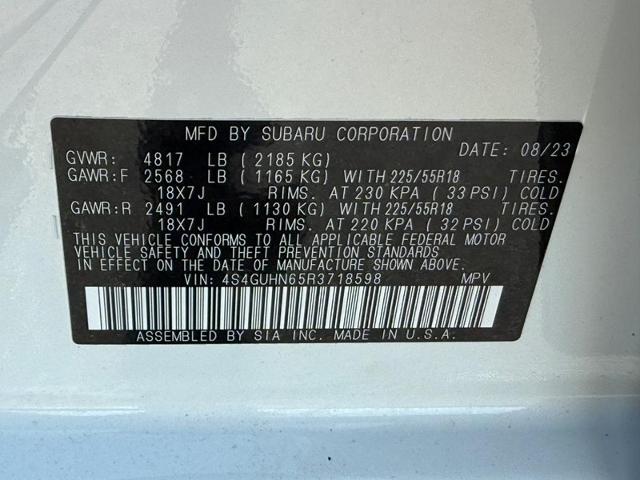 MFD BY SUBARU CORPORATION DATE: 08/23
GVWR: 4817 LB (2185 KG)
GAWR:F 2568 LB (1165 KG) WITH 225/55R18 TIRES.
18X7J RIMS. AT 230 KPA (33 PSI) COLD
GAWR:R 2491 LB (1130 KG) WITH 225/55R18 TIRES.
18X7J RIMS. AT 220 KPA (32 PSI) COLD
THIS VEHICLE CONFORMS TO ALL APPLICABLE FEDERAL MOTOR
VEHICLE SAFETY AND THEFT PREVENTION STANDARDS
IN EFFECT ON THE DATE OF MANUFACTURE SHOWN ABOVE.
VIN: 4S4GUHN65R3718598 MPV
ASSEMBLED BY SIA INC. MADE IN U.S.A.